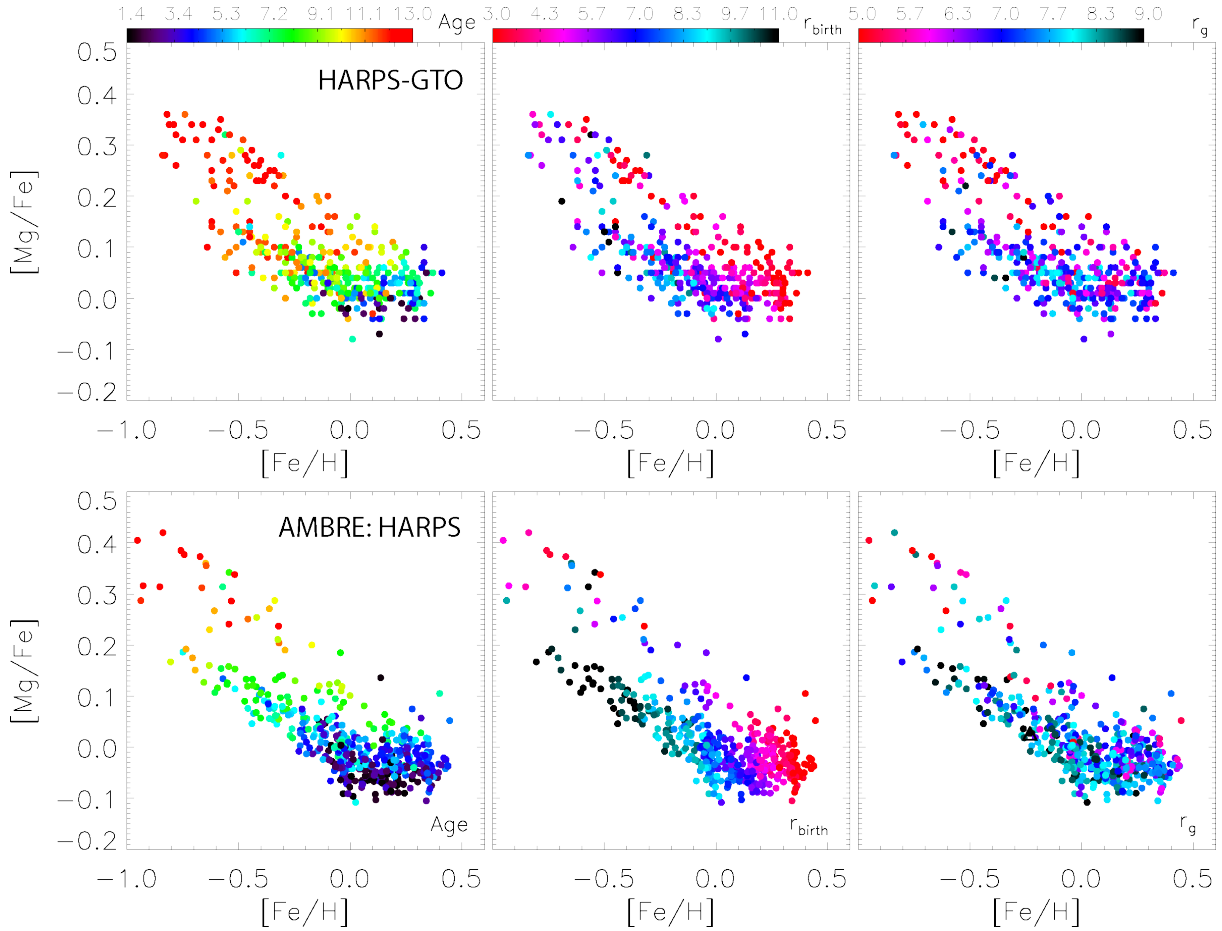 1.4 3.4 5.3 7.2 9.1 11.1 13.0 Age
3.0 4.3 5.7 7.0 8.3 9.7 11.0 r_birth
5.0 5.7 6.3 7.0 7.7 8.3 9.0 r_g
HARPS-GTO
0.5
0.4
0.3
0.2
0.1
0.0
−0.1
−0.2
[Mg/Fe]
−1.0 −0.5 0.0 0.5
−0.5 0.0 0.5
−0.5 0.0 0.5
[Fe/H] [Fe/H] [Fe/H]
AMBRE: HARPS
0.5
0.4
0.3
0.2
0.1
0.0
−0.1
−0.2
[Mg/Fe]
Age r_birth r_g
−1.0 −0.5 0.0 0.5
−0.5 0.0 0.5
−0.5 0.0 0.5
[Fe/H] [Fe/H] [Fe/H]